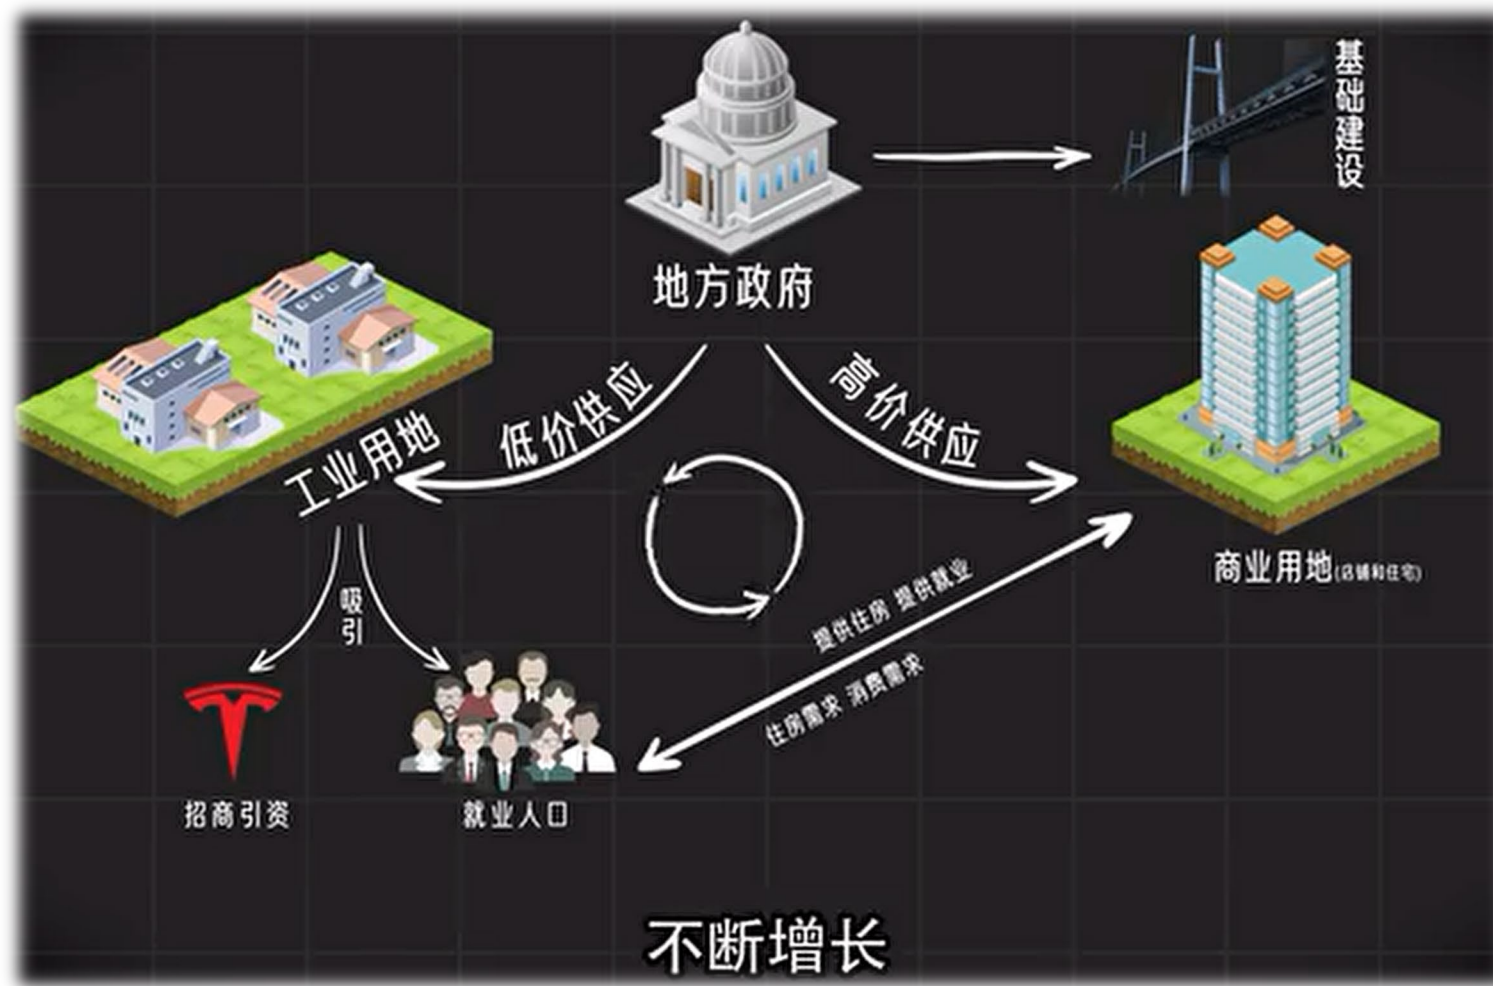 基础建设
地方政府
低价供应
高价供应
工业用地
商业用地(店铺和住宅)
吸引
提供住房 提供就业
住房需求 消费需求
招商引资
就业人口
不断增长